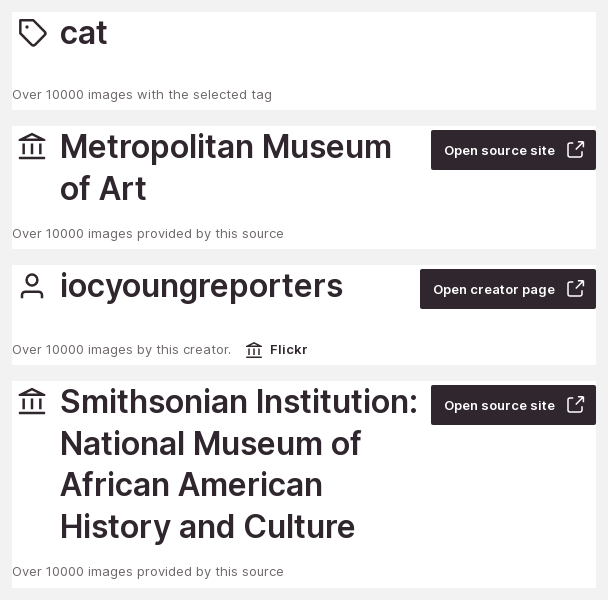 cat
Over 10000 images with the selected tag
Metropolitan Museum
of Art
Open source site
Over 10000 images provided by this source
iocyoungreporters
Open creator page
Over 10000 images by this creator. Flickr
Smithsonian Institution:
National Museum of
African American
History and Culture
Open source site
Over 10000 images provided by this source